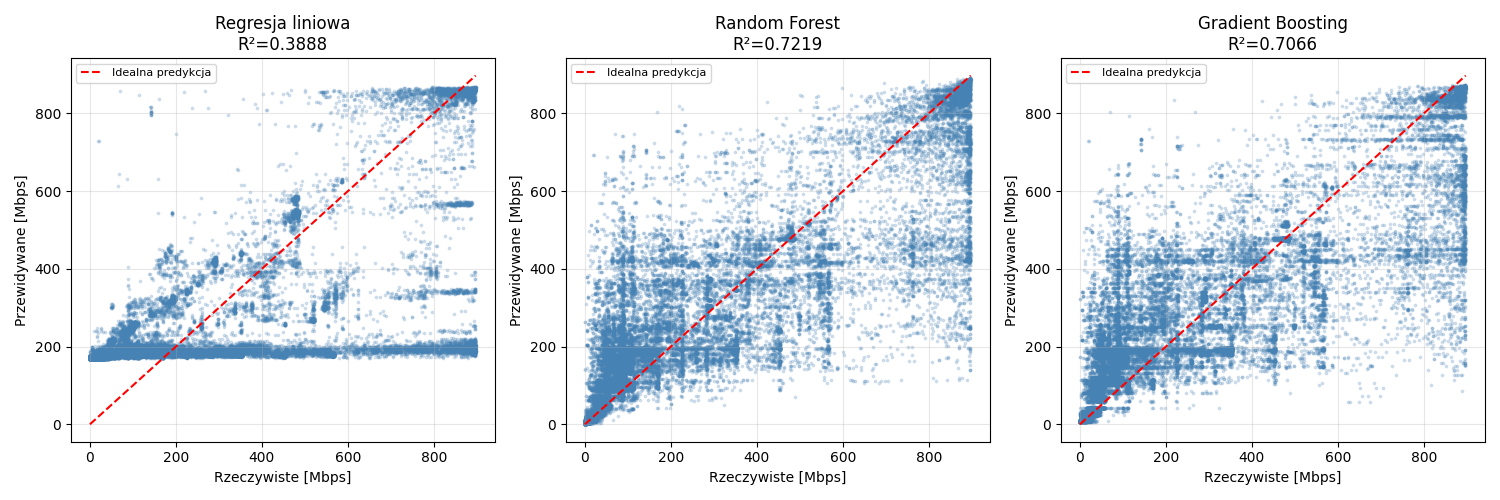 Regresja liniowa
R²=0.3888
Idealna predykcja
Przewidywane [Mbps]
800
600
400
200
0
0 200 400 600 800
Rzeczywiste [Mbps]
Random Forest
R²=0.7219
Idealna predykcja
Przewidywane [Mbps]
800
600
400
200
0
0 200 400 600 800
Rzeczywiste [Mbps]
Gradient Boosting
R²=0.7066
Idealna predykcja
Przewidywane [Mbps]
800
600
400
200
0
0 200 400 600 800
Rzeczywiste [Mbps]